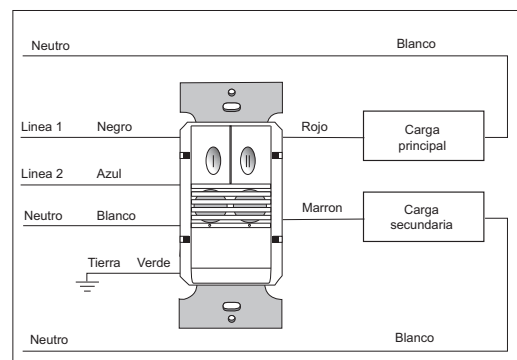 Neutro Blanco
Linea 1 Negro Rojo Carga principal
Linea 2 Azul
Neutro Blanco Marron Carga secundaria
Tierra Verde
Neutro Blanco
I II